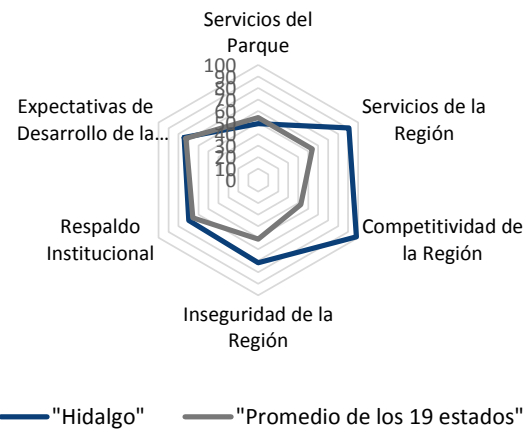 Servicios del
Parque
100
90
80
70
60
50
40
30
20
10
0
Expectativas de
Desarrollo de la...
Servicios de la
Región
Respaldo
Institucional
Competitividad de
la Región
Inseguridad de la
Región
"Hidalgo"
"Promedio de los 19 estados"